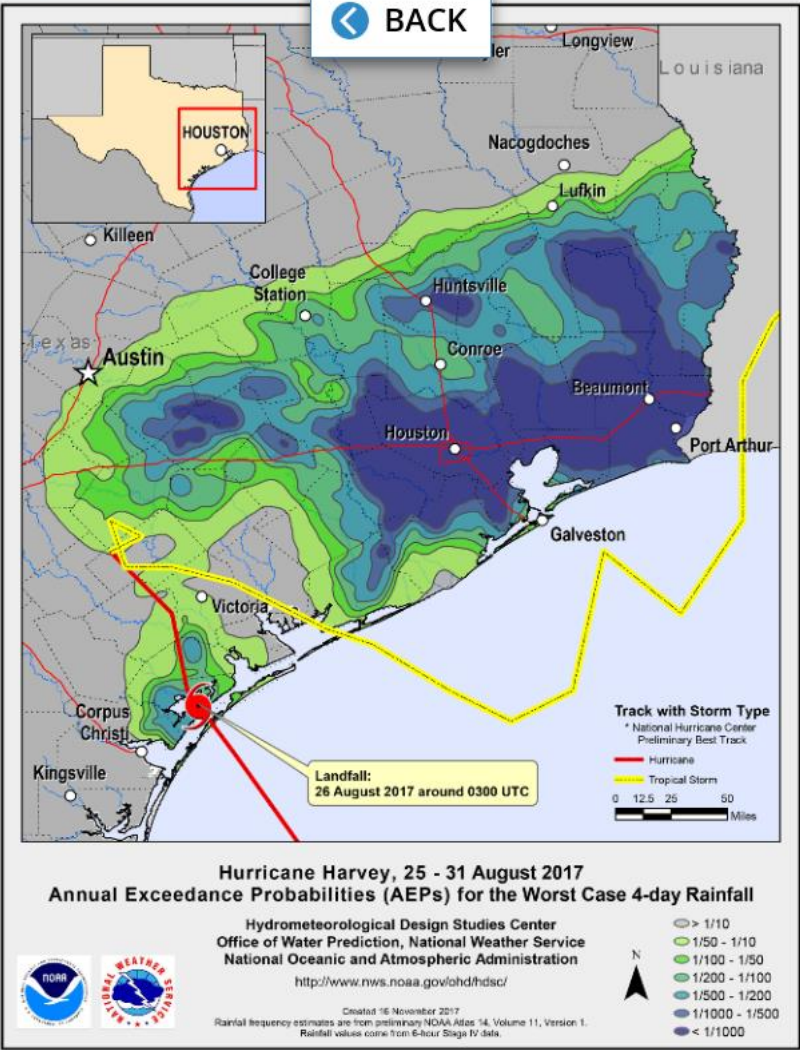 BACK
Longview
Louisiana
HOUSTON
Nacogdoches
Lufkin
Killeen
College
Station
Huntsville
Texas
Austin
Conroe
Beaumont
Houston
Port Arthur
Galveston
Victoria
Corpus
Christi
Kingsville
Landfall:
26 August 2017 around 0300 UTC
Track with Storm Type
* National Hurricane Center
Preliminary Best Track
Hurricane
Tropical Storm
0 12.5 25 50
Miles
Hurricane Harvey, 25 - 31 August 2017
Annual Exceedance Probabilities (AEPs) for the Worst Case 4-day Rainfall
Hydrometeorological Design Studies Center
Office of Water Prediction, National Weather Service
National Oceanic and Atmospheric Administration
http://www.nws.noaa.gov/ohd/hdsc/
Created 16 November 2017
Rainfall frequency estimates are from preliminary NOAA Atlas 14, Volume 11, Version 1.
Rainfall values come from 6-hour Stage IV data.
NOAA
NATIONAL WEATHER SERVICE
N
> 1/10
1/50 - 1/10
1/100 - 1/50
1/200 - 1/100
1/500 - 1/200
1/1000 - 1/500
< 1/1000